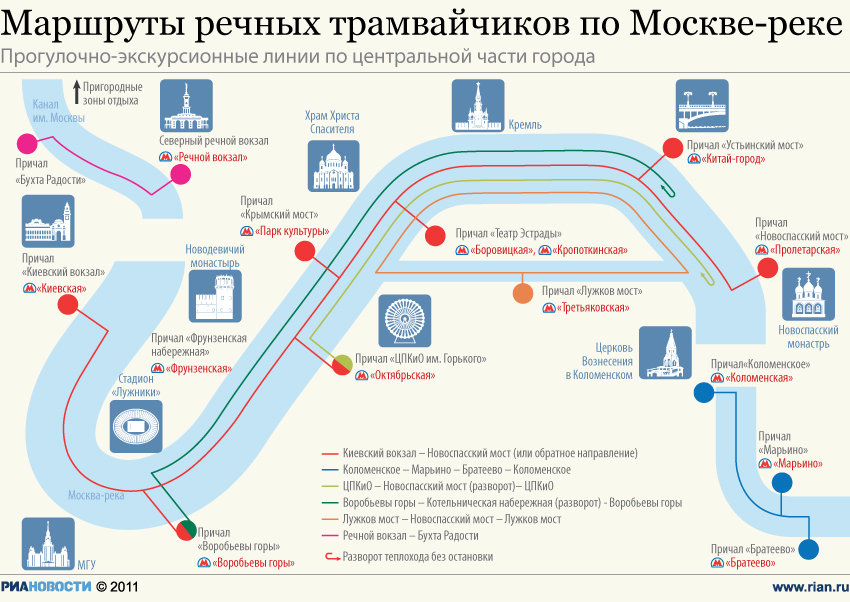 Маршруты речных трамвайчиков по Москве-реке
Прогулочно-экскурсионные линии по центральной части города
Канал
им. Москвы
Пригородные
зоны отдыха
Северный речной вокзал
«Речной вокзал»
Причал
«Бухта Радости»
Храм Христа
Спасителя
Кремль
Причал «Устьинский мост»
«Китай-город»
Причал
«Крымский мост»
«Парк культуры»
Причал «Театр Эстрады»
«Боровицкая», «Кропоткинская»
Причал
«Новоспасский мост»
«Пролетарская»
Причал
«Киевский вокзал»
«Киевская»
Новодевичий
монастырь
Причал «Лужков мост»
«Третьяковская»
Новоспасский
монастрь
Причал «Фрунзенская
набережная»
«Фрунзенская»
Причал «ЦПКиО им. Горького»
«Октябрьская»
Церковь
Вознесения
в Коломенском
Причал«Коломенское»
«Коломенская»
Стадион
«Лужники»
Причал
«Марьино»
«Марьино»
Москва-река
Причал
«Воробьевы горы»
«Воробьевы горы»
МГУ
Причал «Братеево»
«Братеево»
Киевский вокзал – Новоспасский мост (или обратное направление)
Коломенское – Марьино – Братеево – Коломенское
ЦПКиО – Новоспасский мост (разворот)– ЦПКиО
Воробьевы горы – Котельническая набережная (разворот) - Воробьевы горы
Лужков мост – Новоспасский мост – Лужков мост
Речной вокзал – Бухта Радости
Разворот теплохода без остановки
РИАНОВОСТИ © 2011
www.rian.ru